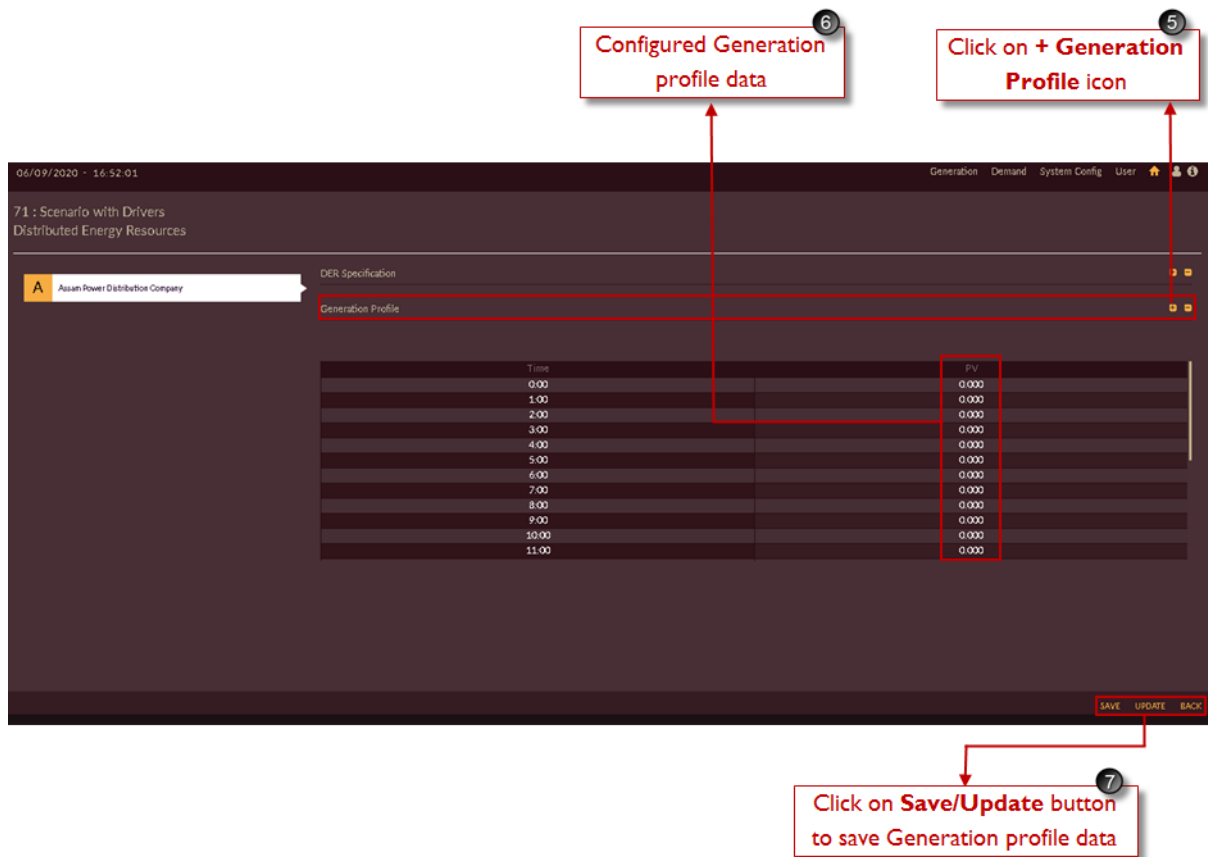 6
Configured Generation
profile data
5
Click on + Generation
Profile icon
06/09/2020 - 16:52:01
Generation Demand System Config User
71 : Scenario with Drivers
Distributed Energy Resources
A Assam Power Distribution Company
DER Specification
Generation Profile
Time PV
0:00 0.000
1:00 0.000
2:00 0.000
3:00 0.000
4:00 0.000
5:00 0.000
6:00 0.000
7:00 0.000
8:00 0.000
9:00 0.000
10:00 0.000
11:00 0.000
SAVE UPDATE BACK
7
Click on Save/Update button
to save Generation profile data